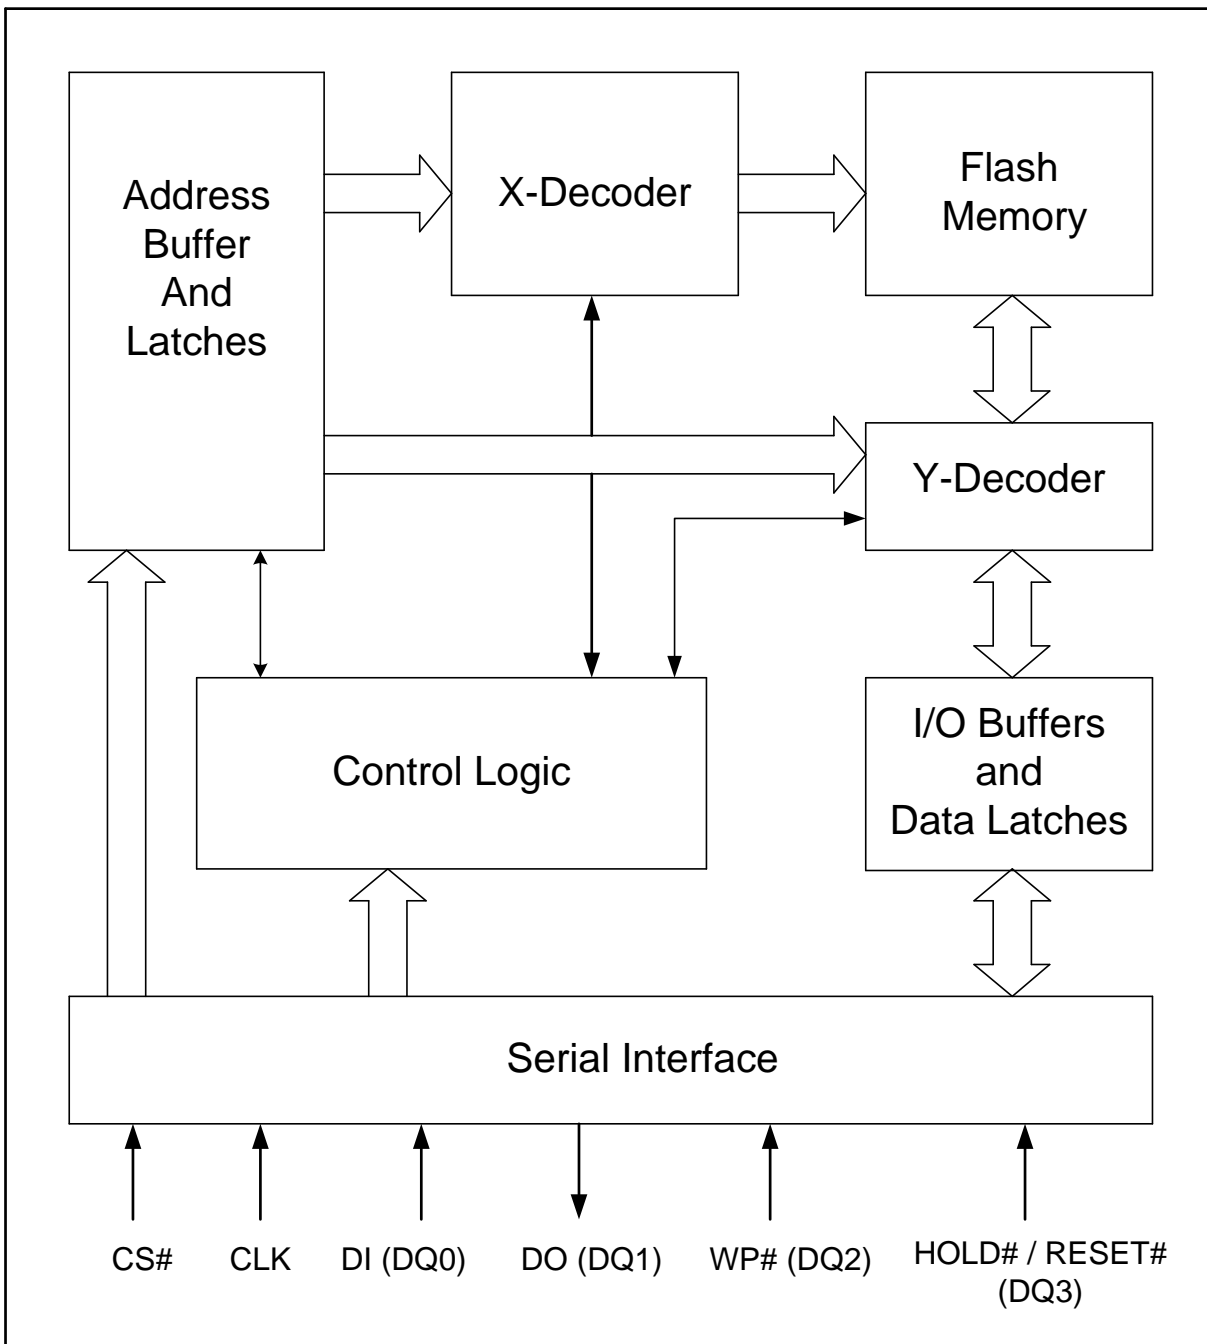 Address
Buffer
And
Latches
X-Decoder
Flash
Memory
Y-Decoder
Control Logic
I/O Buffers
and
Data Latches
Serial Interface
CS#
CLK
DI (DQ0)
DO (DQ1)
WP# (DQ2)
HOLD# / RESET#
(DQ3)